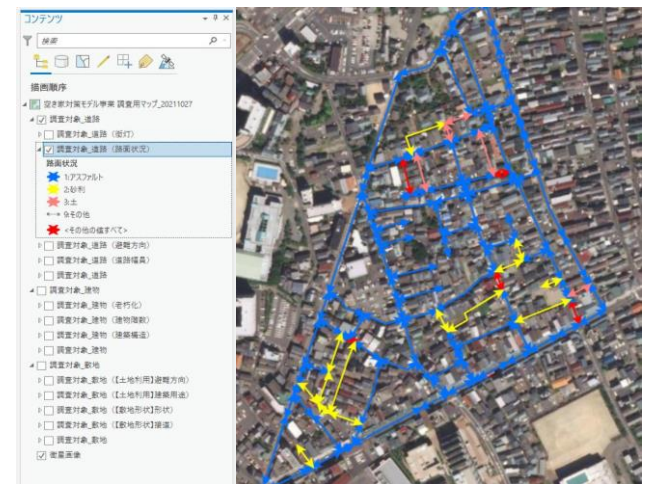 コンテンツ
検索
描画順序
空き家対策モデル事業 調査用マップ_20211027
調査対象_道路
調査対象_道路（街灯）
調査対象_道路（路面状況）
路面状況
1:アスファルト
2:砂利
3:土
9:その他
<その他の値すべて>
調査対象_道路（避難方向）
調査対象_道路（道路幅員）
調査対象_道路
調査対象_建物
調査対象_建物（老朽化）
調査対象_建物（建物階数）
調査対象_建物（建築構造）
調査対象_建物
調査対象_敷地
調査対象_敷地（【土地利用】避難方向）
調査対象_敷地（【土地利用】建築用途）
調査対象_敷地（【敷地形状】形状）
調査対象_敷地（【敷地形状】接道）
調査対象_敷地
衛星画像